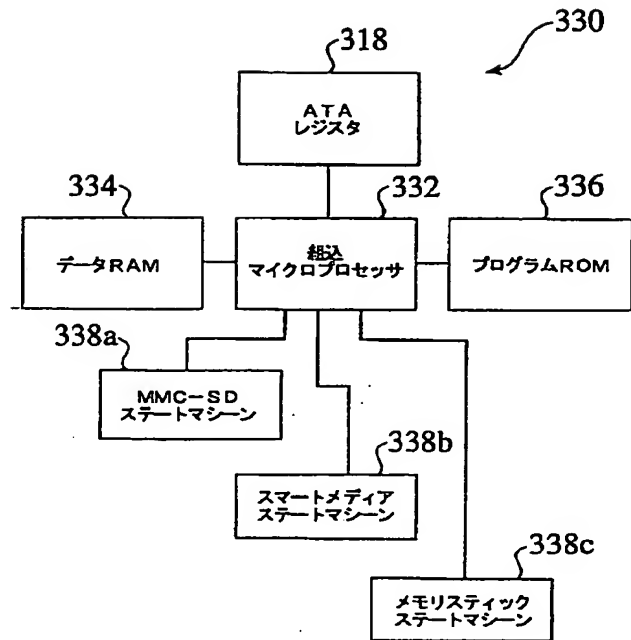 318
330
ATA
レジスタ
334
332
336
データRAM
組込
マイクロプロセッサ
プログラムROM
338a
MMC-SD
ステートマシーン
338b
スマートメディア
ステートマシーン
338c
メモリスティック
ステートマシーン